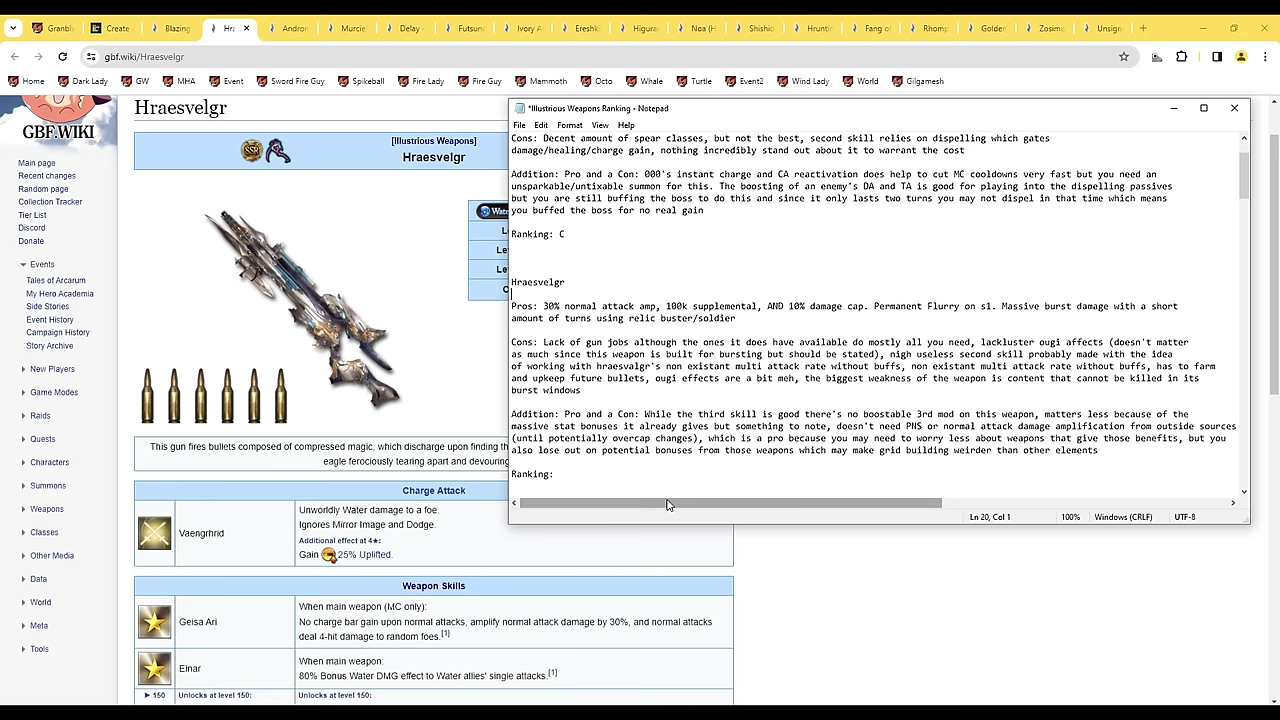 Granbl
Create
Blazing
Hra
Andron
Murciel
Delay -
Futsun
Ivory A
Ereshk
Higura
Noa (H
Shishio
Hruntin
Fang of
Rhomp
Golden
Zosim
Unsign
gbf.wiki/Hraesvelgr
Home
Dark Lady
GW
MHA
Event
Sword Fire Guy
Spikeball
Fire Lady
Fire Guy
Mammoth
Octo
Whale
Turtle
Event2
Wind Lady
World
Gilgamesh
GBF.WIKI
Main page
Recent changes
Random page
Collection Tracker
Tier List
Discord
Donate
Events
Tales of Arcarum
My Hero Academia
Side Stories
Event History
Campaign History
Story Archive
New Players
Game Modes
Raids
Quests
Characters
Summons
Weapons
Classes
Other Media
Data
World
Meta
Tools
Hraesvelgr
[Illustrious Weapons]
Hraesvelgr
Wate
L
Le
Le
This gun fires bullets composed of compressed magic, which discharge upon finding th
eagle ferociously tearing apart and devouring
Charge Attack
Vaengrhrid
Unworldly Water damage to a foe.
Ignores Mirror Image and Dodge.
Additional effect at 4★:
Gain 25% Uplifted.
Weapon Skills
Geisa Ari
When main weapon (MC only):
No charge bar gain upon normal attacks, amplify normal attack damage by 30%, and normal attacks
deal 4-hit damage to random foes.[1]
Einar
When main weapon:
80% Bonus Water DMG effect to Water allies' single attacks.[1]
► 150
Unlocks at level 150:
Unlocks at level 150:
*Illustrious Weapons Ranking - Notepad
File Edit Format View Help
Cons: Decent amount of spear classes, but not the best, second skill relies on dispelling which gates
damage/healing/charge gain, nothing incredibly stand out about it to warrant the cost
Addition: Pro and a Con: 000's instant charge and CA reactivation does help to cut MC cooldowns very fast but you need an
unsparkable/untixable summon for this. The boosting of an enemy's DA and TA is good for playing into the dispelling passives
but you are still buffing the boss to do this and since it only lasts two turns you may not dispel in that time which means
you buffed the boss for no real gain
Ranking: C
Hraesvelgr
Pros: 30% normal attack amp, 100k supplemental, AND 10% damage cap. Permanent Flurry on s1. Massive burst damage with a short
amount of turns using relic buster/soldier
Cons: Lack of gun jobs although the ones it does have available do mostly all you need, lackluster ougi affects (doesn't matter
as much since this weapon is built for bursting but should be stated), nigh useless second skill probably made with the idea
of working with hraesvalgr's non existant multi attack rate without buffs, non existant multi attack rate without buffs, has to farm
and upkeep future bullets, ougi effects are a bit meh, the biggest weakness of the weapon is content that cannot be killed in its
burst windows
Addition: Pro and a Con: While the third skill is good there's no boostable 3rd mod on this weapon, matters less because of the
massive stat bonuses it already gives but something to note, doesn't need PNS or normal attack damage amplification from outside sources
(until potentially overcap changes), which is a pro because you may need to worry less about weapons that give those benefits, but you
also lose out on potential bonuses from those weapons which may make grid building weirder than other elements
Ranking:
Ln 20, Col 1
100%
Windows (CRLF)
UTF-8